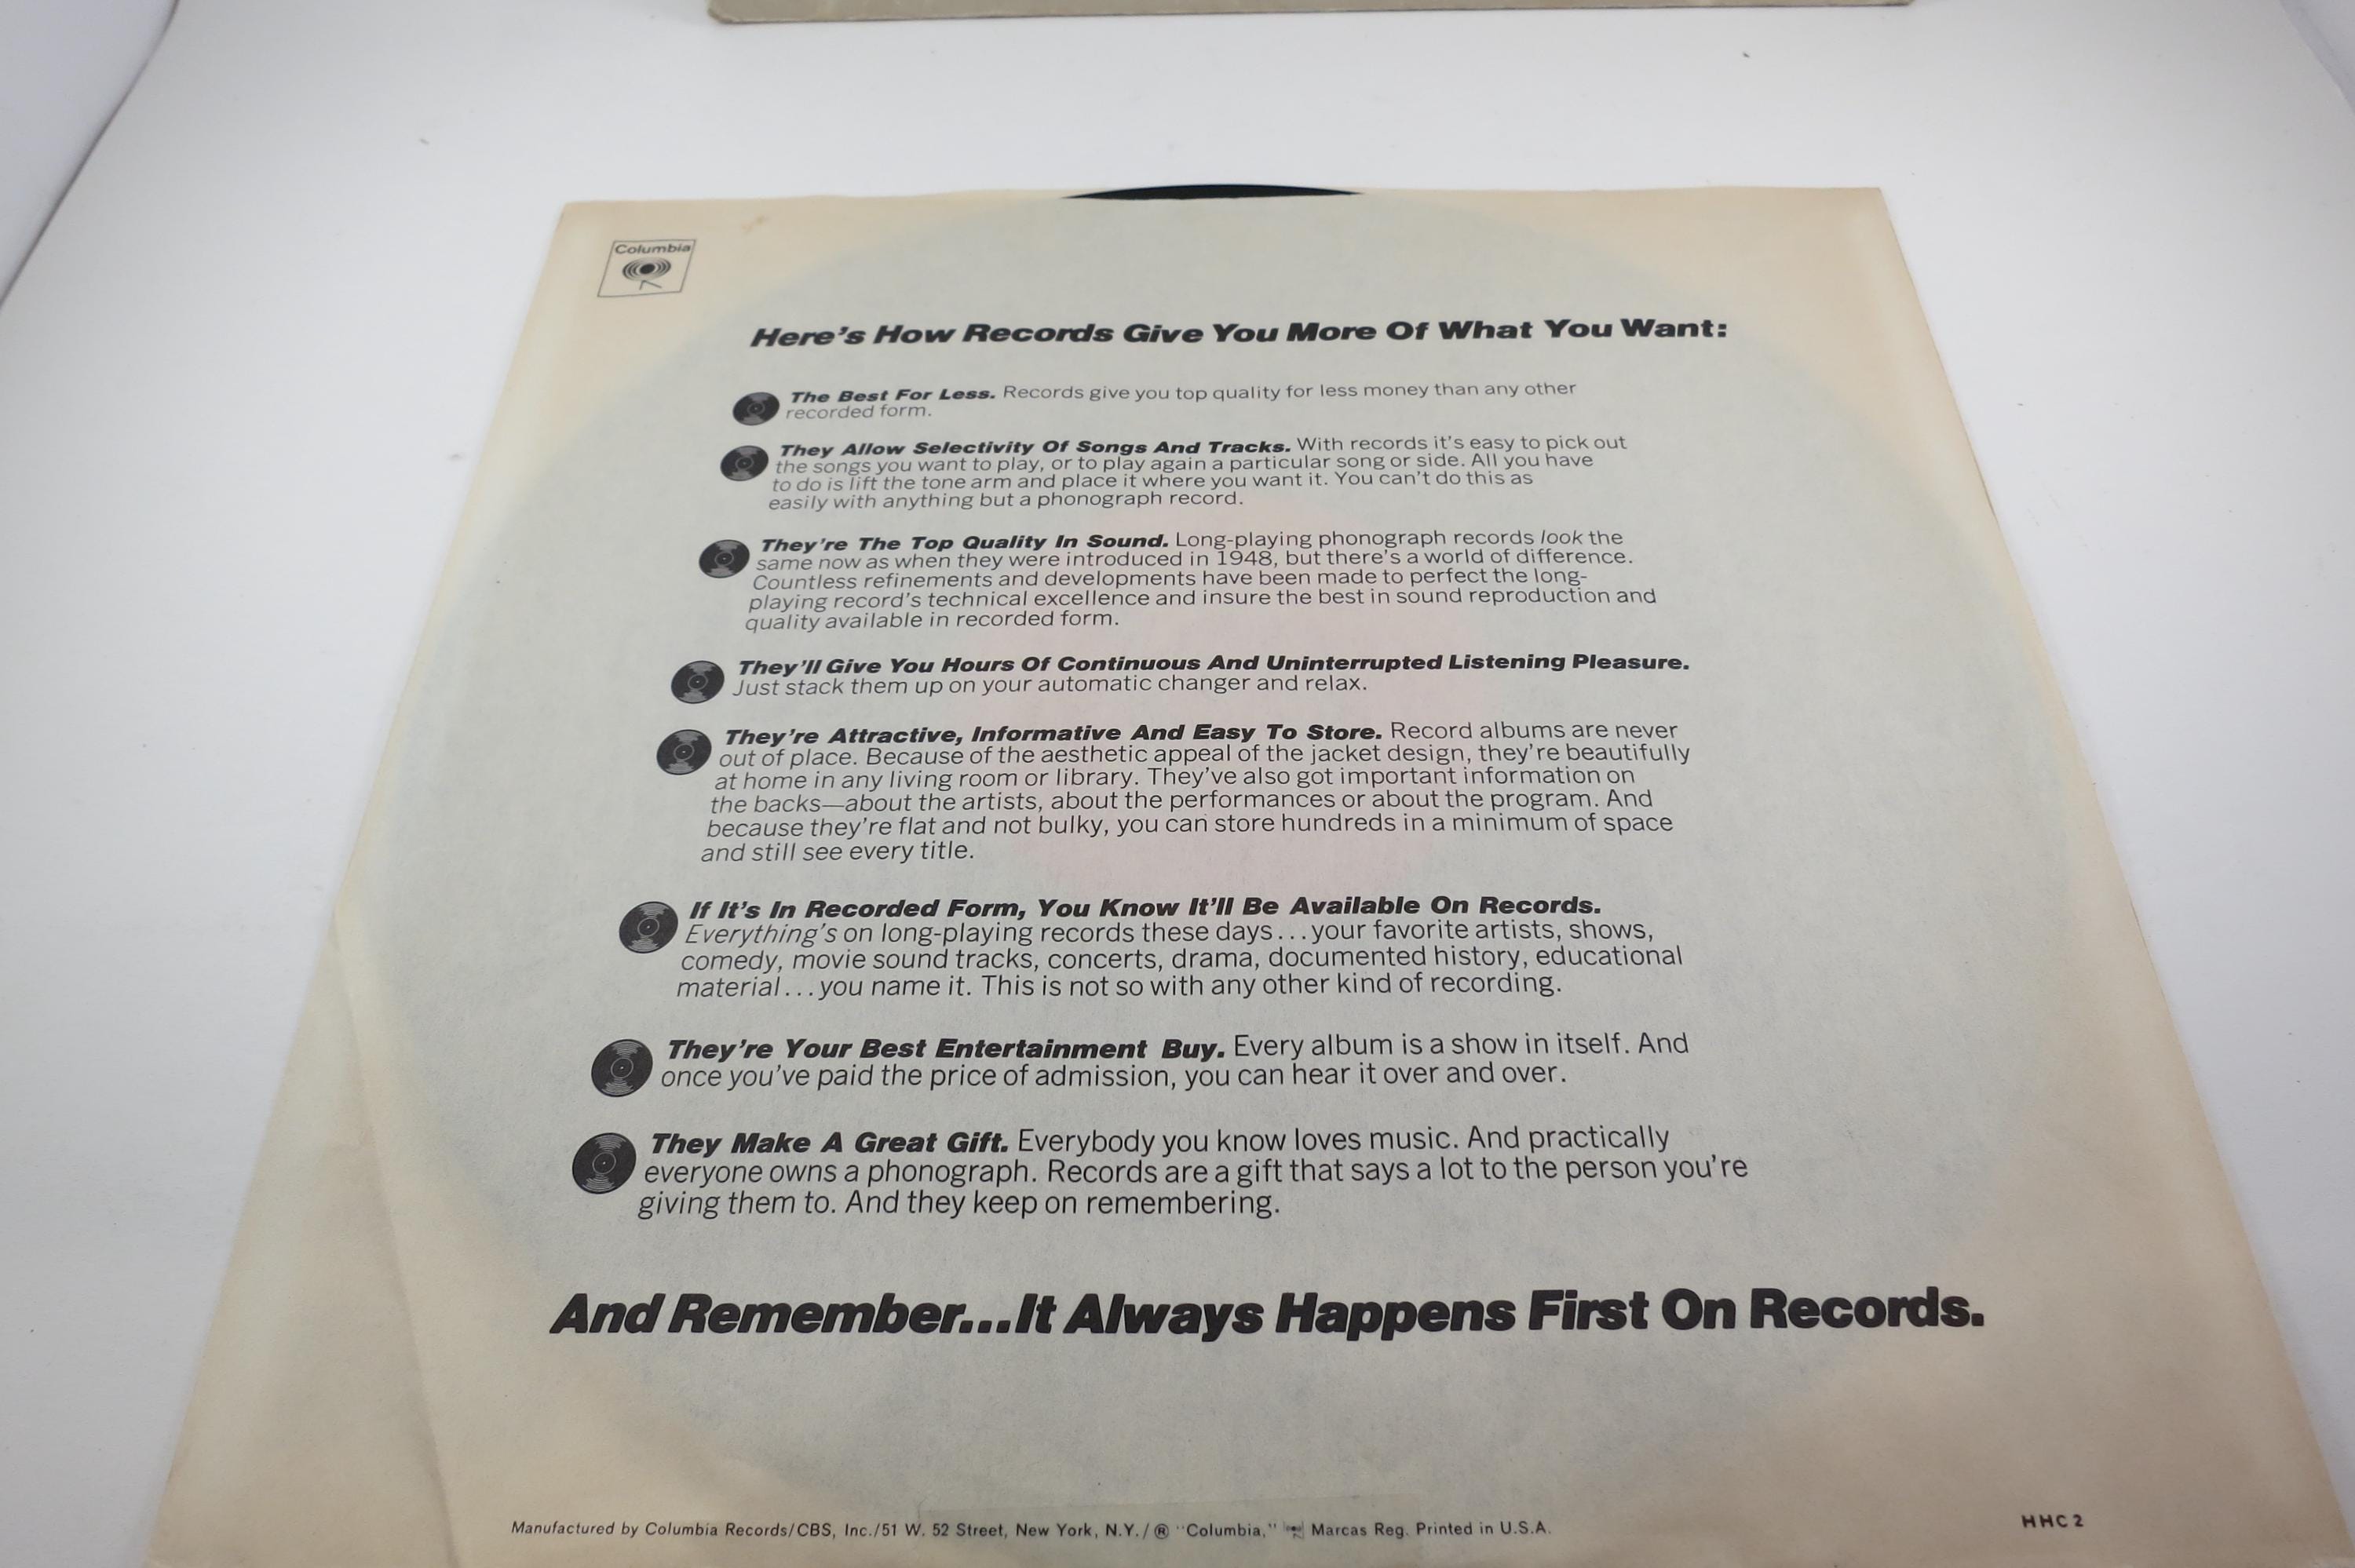 Columbia
Here's How Records Give You More Of What You Want:
The Best For Less. Records give you top quality for less money than any other
recorded form.
They Allow Selectivity Of Songs And Tracks. With records it's easy to pick out
the songs you want to play, or to play again a particular song or side. All you have
to do is lift the tone arm and place it where you want it. You can't do this as
easily with anything but a phonograph record.
They're The Top Quality In Sound. Long-playing phonograph records look the
same now as when they were introduced in 1948, but there's a world of difference.
Countless refinements and developments have been made to perfect the long-
playing record's technical excellence and insure the best in sound reproduction and
quality available in recorded form.
They'll Give You Hours Of Continuous And Uninterrupted Listening Pleasure.
Just stack them up on your automatic changer and relax.
They're Attractive, Informative And Easy To Store. Record albums are never
out of place. Because of the aesthetic appeal of the jacket design, they're beautifully
at home in any living room or library. They've also got important information on
the backs—about the artists, about the performances or about the program. And
because they're flat and not bulky, you can store hundreds in a minimum of space
and still see every title.
If It's In Recorded Form, You Know It'll Be Available On Records.
Everything's on long-playing records these days...your favorite artists, shows,
comedy, movie sound tracks, concerts, drama, documented history, educational
material...you name it. This is not so with any other kind of recording.
They're Your Best Entertainment Buy. Every album is a show in itself. And
once you've paid the price of admission, you can hear it over and over.
They Make A Great Gift. Everybody you know loves music. And practically
everyone owns a phonograph. Records are a gift that says a lot to the person you're
giving them to. And they keep on remembering.
And Remember...It Always Happens First On Records.
Manufactured by Columbia Records/CBS, Inc./51 W. 52 Street, New York, N.Y./® "Columbia," Marcas Reg. Printed in U.S.A.
HHC 2